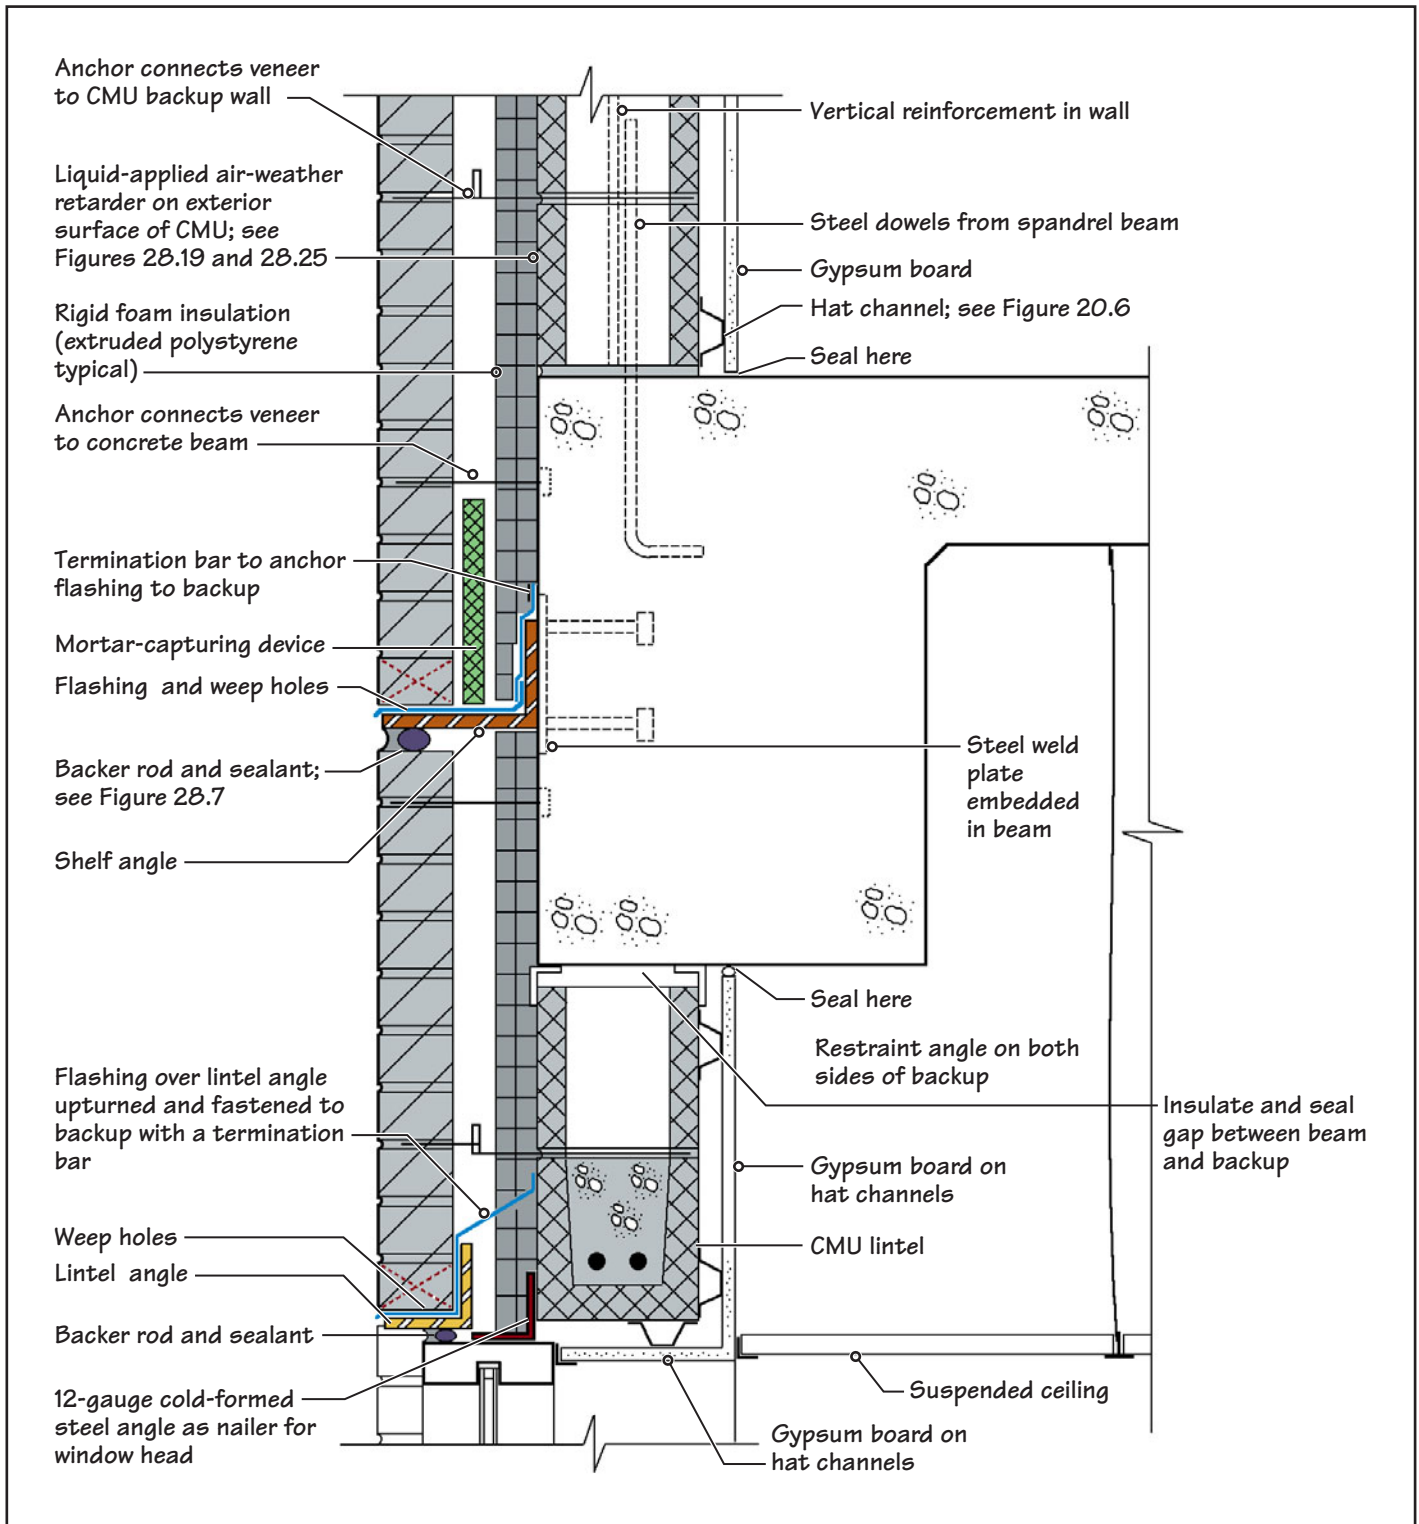 Anchor connects veneer
to CMU backup wall
Liquid-applied air-weather
retarder on exterior
surface of CMU; see
Figures 28.19 and 28.25
Rigid foam insulation
(extruded polystyrene
typical)
Anchor connects veneer
to concrete beam
Termination bar to anchor
flashing to backup
Mortar-capturing device
Flashing and weep holes
Backer rod and sealant;
see Figure 28.7
Shelf angle
Flashing over lintel angle
upturned and fastened to
backup with a termination
bar
Weep holes
Lintel angle
Backer rod and sealant
12-gauge cold-formed
steel angle as nailer for
window head
Vertical reinforcement in wall
Steel dowels from spandrel beam
Gypsum board
Hat channel; see Figure 20.6
Seal here
Steel weld
plate
embedded
in beam
Seal here
Restraint angle on both
sides of backup
Insulate and seal
gap between beam
and backup
Gypsum board on
hat channels
CMU lintel
Suspended ceiling
Gypsum board on
hat channels